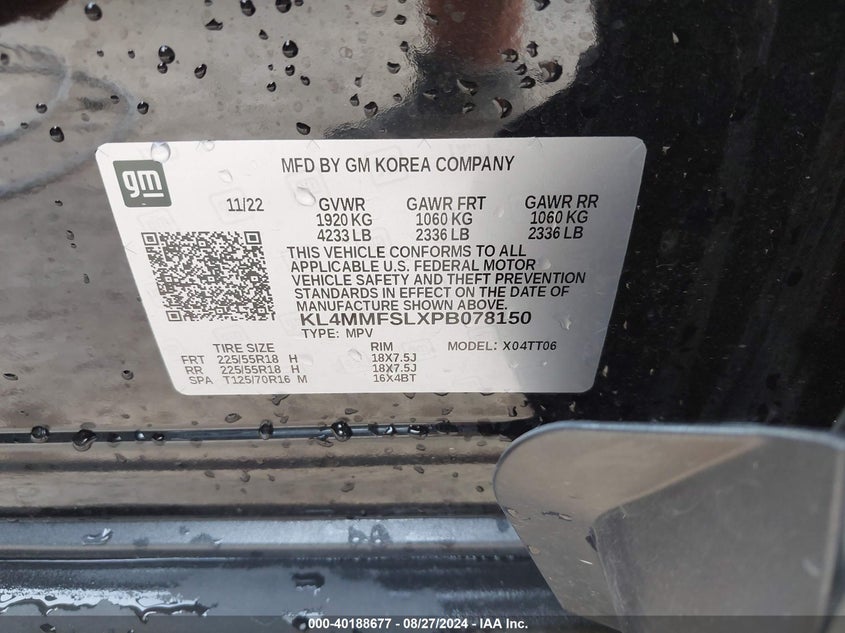 gm
MFD BY GM KOREA COMPANY
11/22 GVWR GAWR FRT GAWR RR
1920 KG 1060 KG 1060 KG
4233 LB 2336 LB 2336 LB
THIS VEHICLE CONFORMS TO ALL
APPLICABLE U.S. FEDERAL MOTOR
VEHICLE SAFETY AND THEFT PREVENTION
STANDARDS IN EFFECT ON THE DATE OF
MANUFACTURE SHOWN ABOVE.
KL4MMFSLXPB078150
TYPE: MPV MODEL: X04TT06
TIRE SIZE RIM
FRT 225/55R18 H 18X7.5J
RR 225/55R18 H 18X7.5J
SPA T125/70R16 M 16X4BT
000-40188677 - 08/27/2024 - IAA Inc.